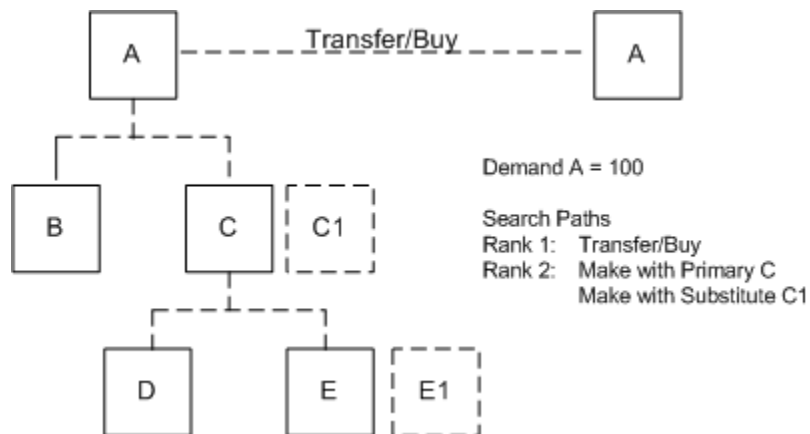 A
Transfer/Buy
A
B
C
C1
Demand A = 100
Search Paths
Rank 1: Transfer/Buy
Rank 2: Make with Primary C
Make with Substitute C1
D
E
E1